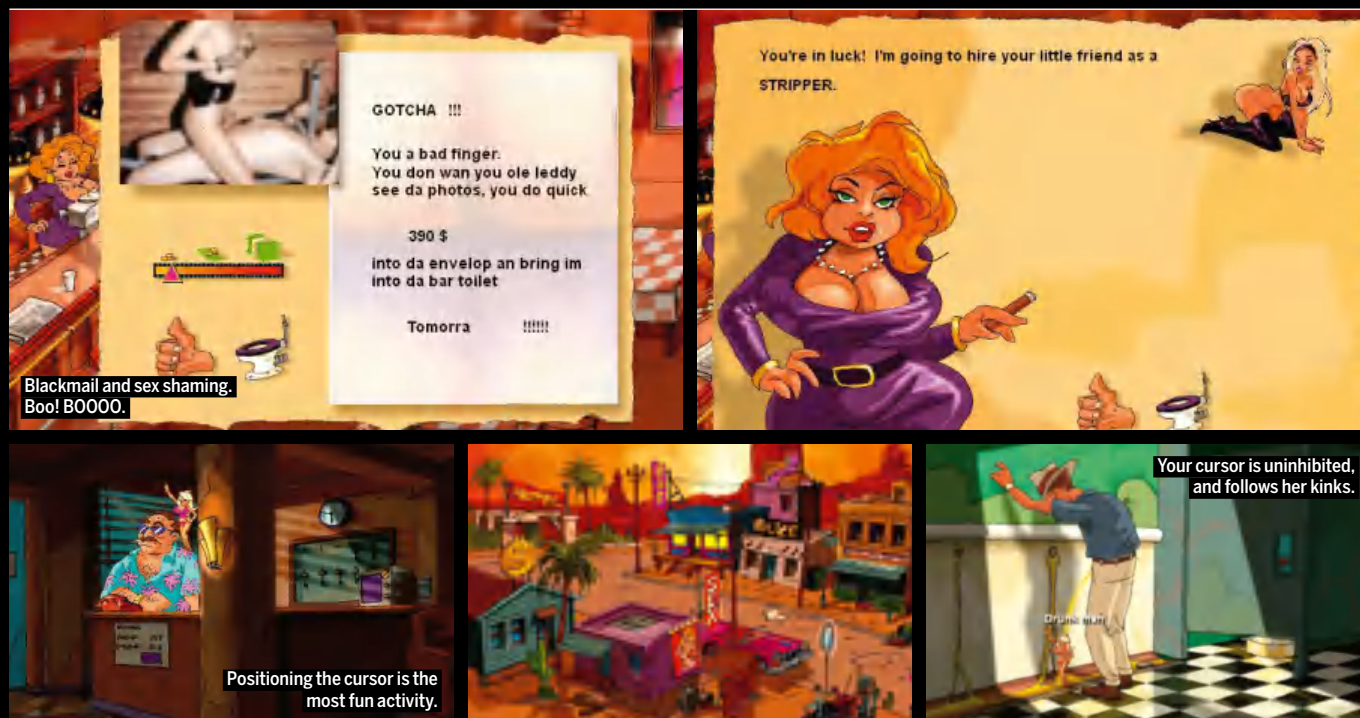 GOTCHA !!!
You a bad finger.
You don wan you ole leddy
see da photos, you do quick
390 $
into da envelop an bring im
into da bar toilet
Tomorra !!!!!!
Blackmail and sex shaming.
Boo! BOOOO.
You're in luck! I'm going to hire your little friend as a
STRIPPER.
Positioning the cursor is the
most fun activity.
Your cursor is uninhibited,
and follows her kinks.
Drunk man